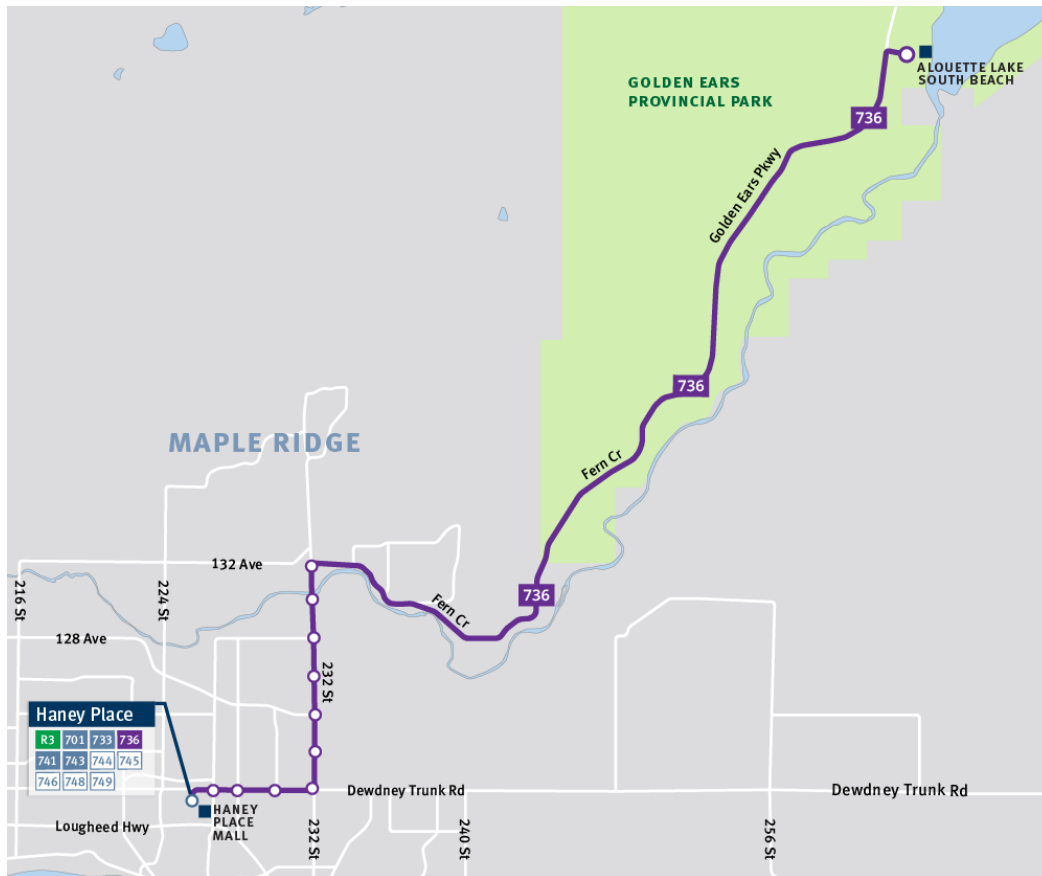 GOLDEN EARS
PROVINCIAL PARK
ALOUETTE LAKE
SOUTH BEACH
736
Golden Ears Pkwy
736
MAPLE RIDGE
Fern Cr
132 Ave
736
216 St
224 St
Fern Cr
128 Ave
232 St
Haney Place
R3 701 733 736
741 743 744 745
746 748 749
Dewdney Trunk Rd
Dewdney Trunk Rd
HANEY
PLACE
MALL
Lougheed Hwy
232 St
240 St
256 St